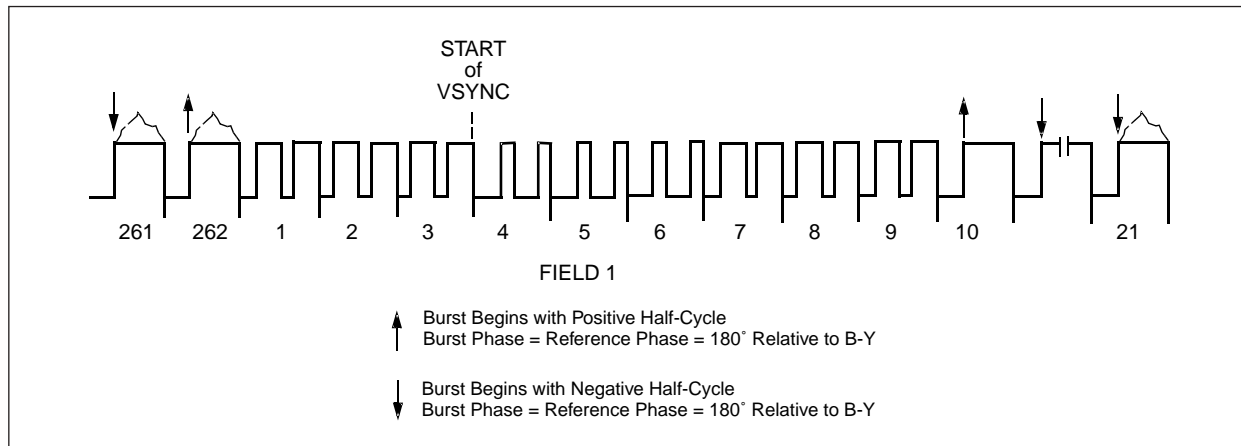 START
of
VSYNC
261 262 1 2 3 4 5 6 7 8 9 10 21
FIELD 1
Burst Begins with Positive Half-Cycle
Burst Phase = Reference Phase = 180° Relative to B-Y
Burst Begins with Negative Half-Cycle
Burst Phase = Reference Phase = 180° Relative to B-Y